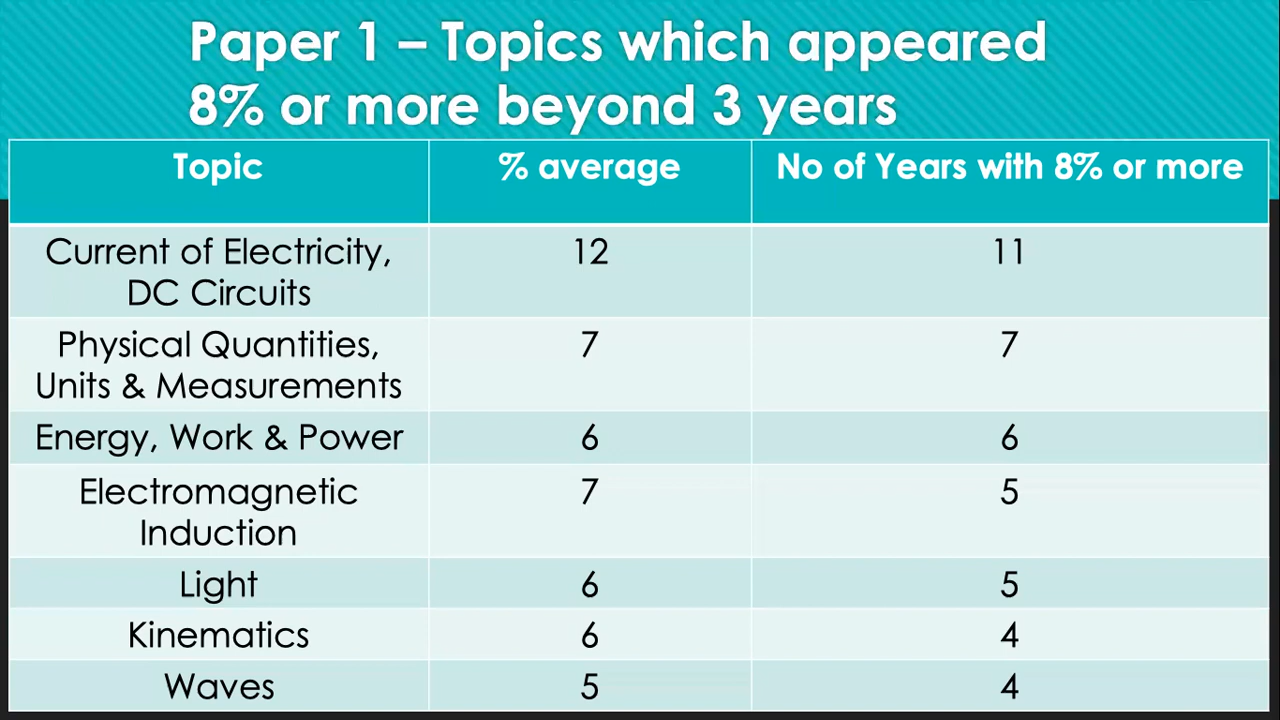 Paper 1 – Topics which appeared
8% or more beyond 3 years
Topic % average No of Years with 8% or more
Current of Electricity,
DC Circuits 12 11
Physical Quantities,
Units & Measurements 7 7
Energy, Work & Power 6 6
Electromagnetic
Induction 7 5
Light 6 5
Kinematics 6 4
Waves 5 4